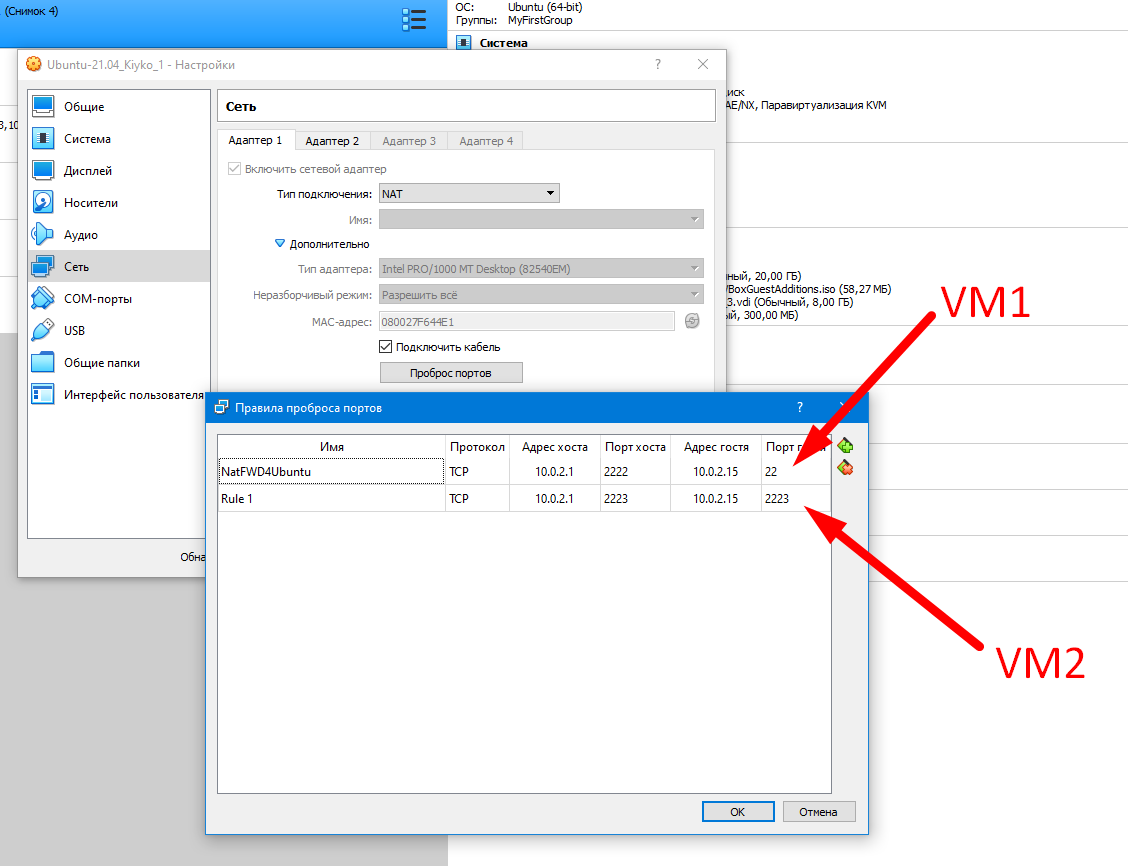 (Снимок 4)
ОС: Ubuntu (64-bit)
Группы: MyFirstGroup
Система
Ubuntu-21.04_Kiyko_1 - Настройки
?
Общие
Система
Дисплей
Носители
Аудио
Сеть
COM-порты
USB
Общие папки
Интерфейс пользователя
Сеть
Адаптер 1 Адаптер 2 Адаптер 3 Адаптер 4
Включить сетевой адаптер
Тип подключения: NAT
Имя:
Дополнительно
Тип адаптера: Intel PRO/1000 MT Desktop (82540EM)
Неразборчивый режим: Разрешить всё
MAC-адрес: 080027F644E1
Подключить кабель
Проброс портов
иск
AE/NX, Паравиртуализация KVM
ный, 20,00 ГБ)
/BoxGuestAdditions.iso (58,27 МБ)
3.vdi (Обычный, 8,00 ГБ)
ый, 300,00 МБ)
VM1
Правила проброса портов
?
Имя Протокол Адрес хоста Порт хоста Адрес гостя Порт г
NatFWD4Ubuntu TCP 10.0.2.1 2222 10.0.2.15 22
Rule 1 TCP 10.0.2.1 2223 10.0.2.15 2223
VM2
Обна
OK Отмена